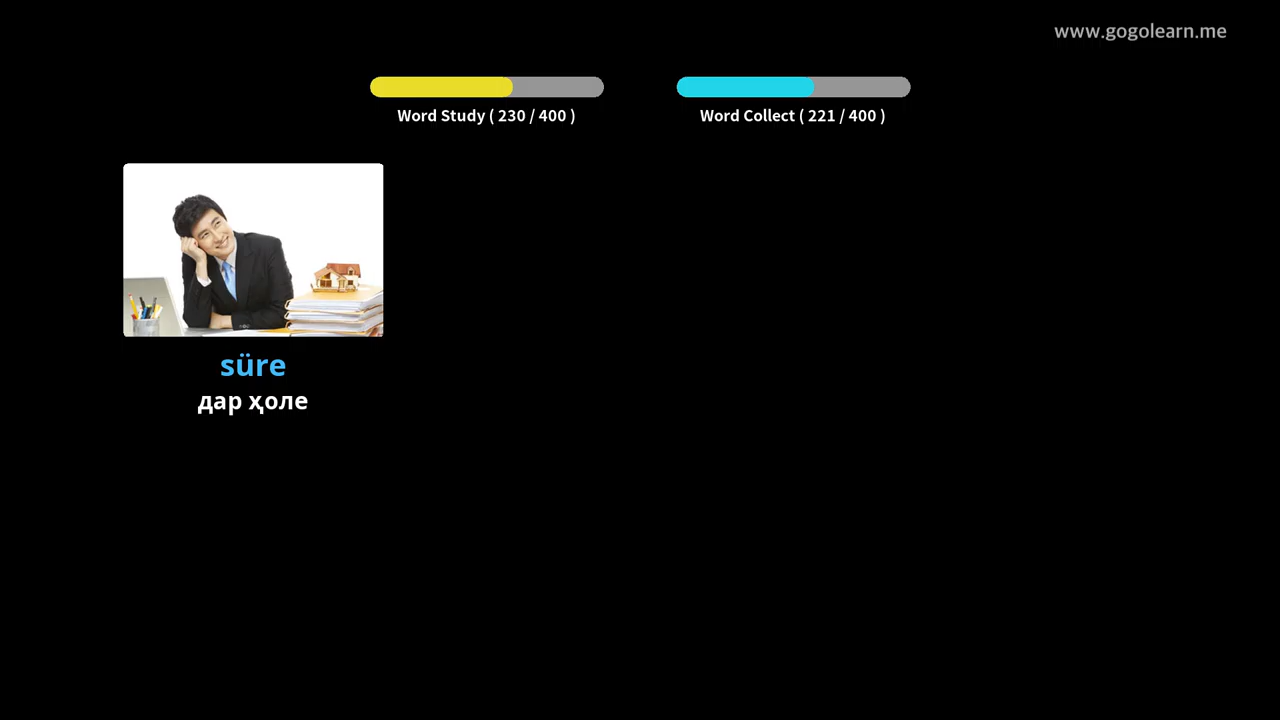 www.gogolearn.me
Word Study ( 230 / 400 )
Word Collect ( 221 / 400 )
süre
дар ҳоле